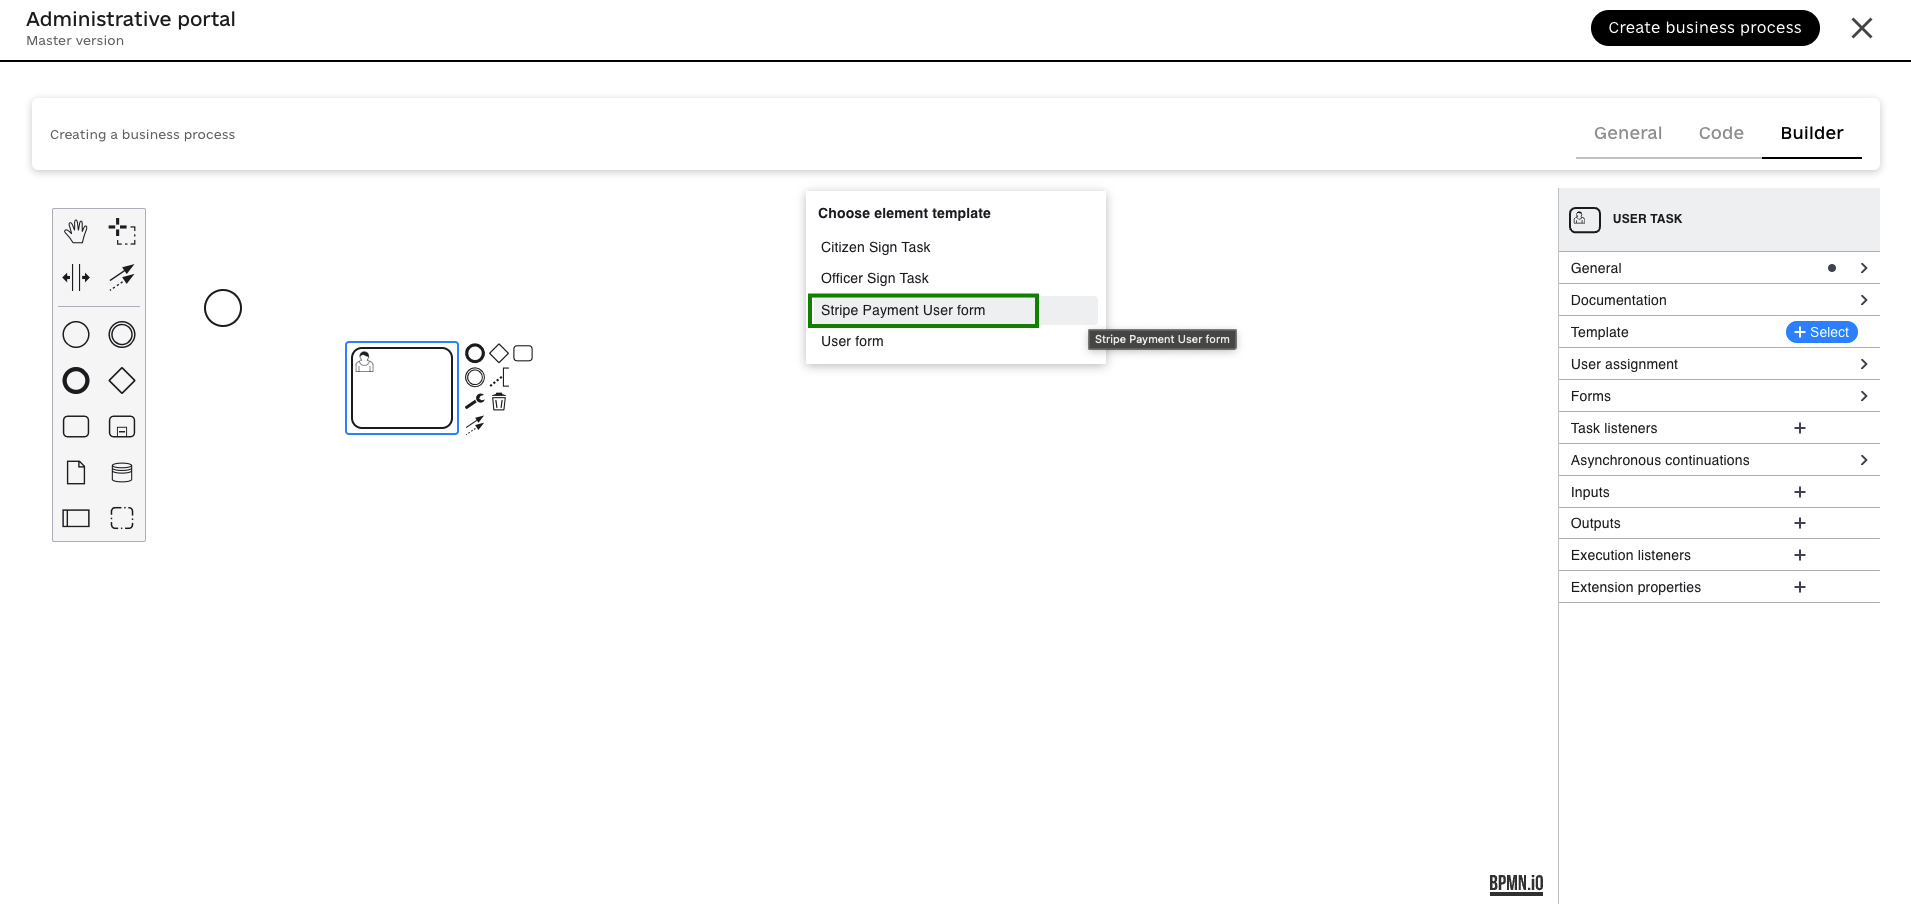 Administrative portal
Master version
Create business process
Creating a business process
General
Code
Builder
Choose element template
Citizen Sign Task
Officer Sign Task
Stripe Payment User form
User form
Stripe Payment User form
USER TASK
General
Documentation
Template
+ Select
User assignment
Forms
Task listeners
Asynchronous continuations
Inputs
Outputs
Execution listeners
Extension properties
BPMN.iO